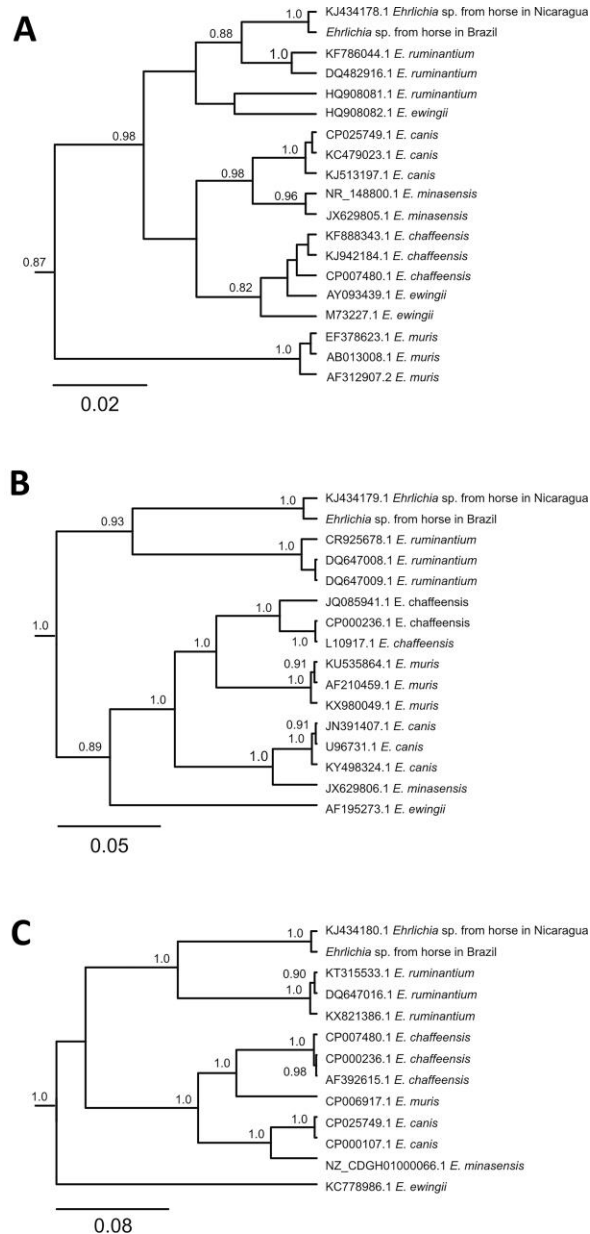 A
1.0
KJ434178.1 Ehrlichia sp. from horse in Nicaragua
0.88
Ehrlichia sp. from horse in Brazil
1.0
KF786044.1 E. ruminantium
DQ482916.1 E. ruminantium
HQ908081.1 E. ruminantium
HQ908082.1 E. ewingii
0.98
CP025749.1 E. canis
1.0
KC479023.1 E. canis
0.98
KJ513197.1 E. canis
0.96
NR_148800.1 E. minasensis
JX629805.1 E. minasensis
KF888343.1 E. chaffeensis
KJ942184.1 E. chaffeensis
0.87
CP007480.1 E. chaffeensis
0.82
AY093439.1 E. ewingii
M73227.1 E. ewingii
EF378623.1 E. muris
1.0
AB013008.1 E. muris
AF312907.2 E. muris
0.02
B
1.0
KJ434179.1 Ehrlichia sp. from horse in Nicaragua
0.93
Ehrlichia sp. from horse in Brazil
CR925678.1 E. ruminantium
1.0
DQ647008.1 E. ruminantium
DQ647009.1 E. ruminantium
JQ085941.1 E. chaffeensis
1.0
CP000236.1 E. chaffeensis
1.0
1.0
1.0
L10917.1 E. chaffeensis
0.91
KU535864.1 E. muris
1.0
AF210459.1 E. muris
1.0
KX980049.1 E. muris
0.91
JN391407.1 E. canis
1.0
U96731.1 E. canis
0.89
1.0
KY498324.1 E. canis
JX629806.1 E. minasensis
AF195273.1 E. ewingii
0.05
C
1.0
KJ434180.1 Ehrlichia sp. from horse in Nicaragua
1.0
Ehrlichia sp. from horse in Brazil
0.90
KT315533.1 E. ruminantium
1.0
DQ647016.1 E. ruminantium
KX821386.1 E. ruminantium
1.0
CP007480.1 E. chaffeensis
1.0
CP000236.1 E. chaffeensis
0.98
AF392615.1 E. chaffeensis
1.0
CP006917.1 E. muris
1.0
1.0
CP025749.1 E. canis
1.0
CP000107.1 E. canis
NZ_CDGH01000066.1 E. minasensis
KC778986.1 E. ewingii
0.08